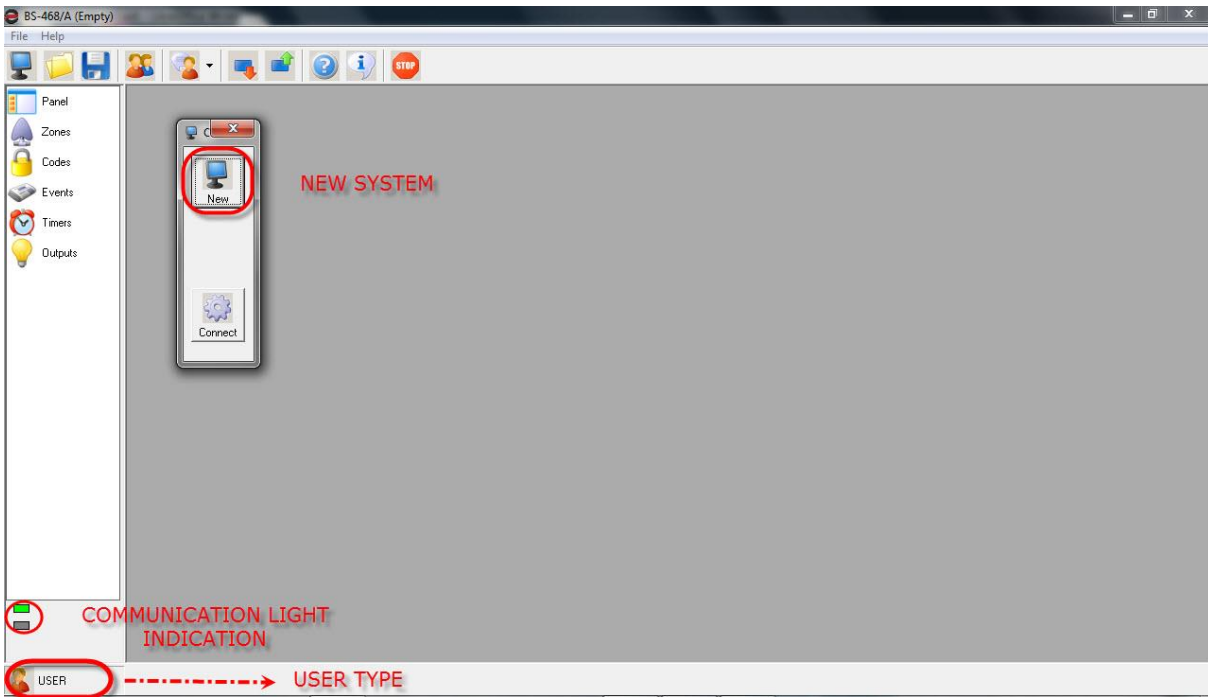 BS-468/A (Empty)
File Help
STOP
Panel
Zones
Codes
Events
Timers
Outputs
C
New
NEW SYSTEM
Connect
COMMUNICATION LIGHT
INDICATION
USER
USER TYPE